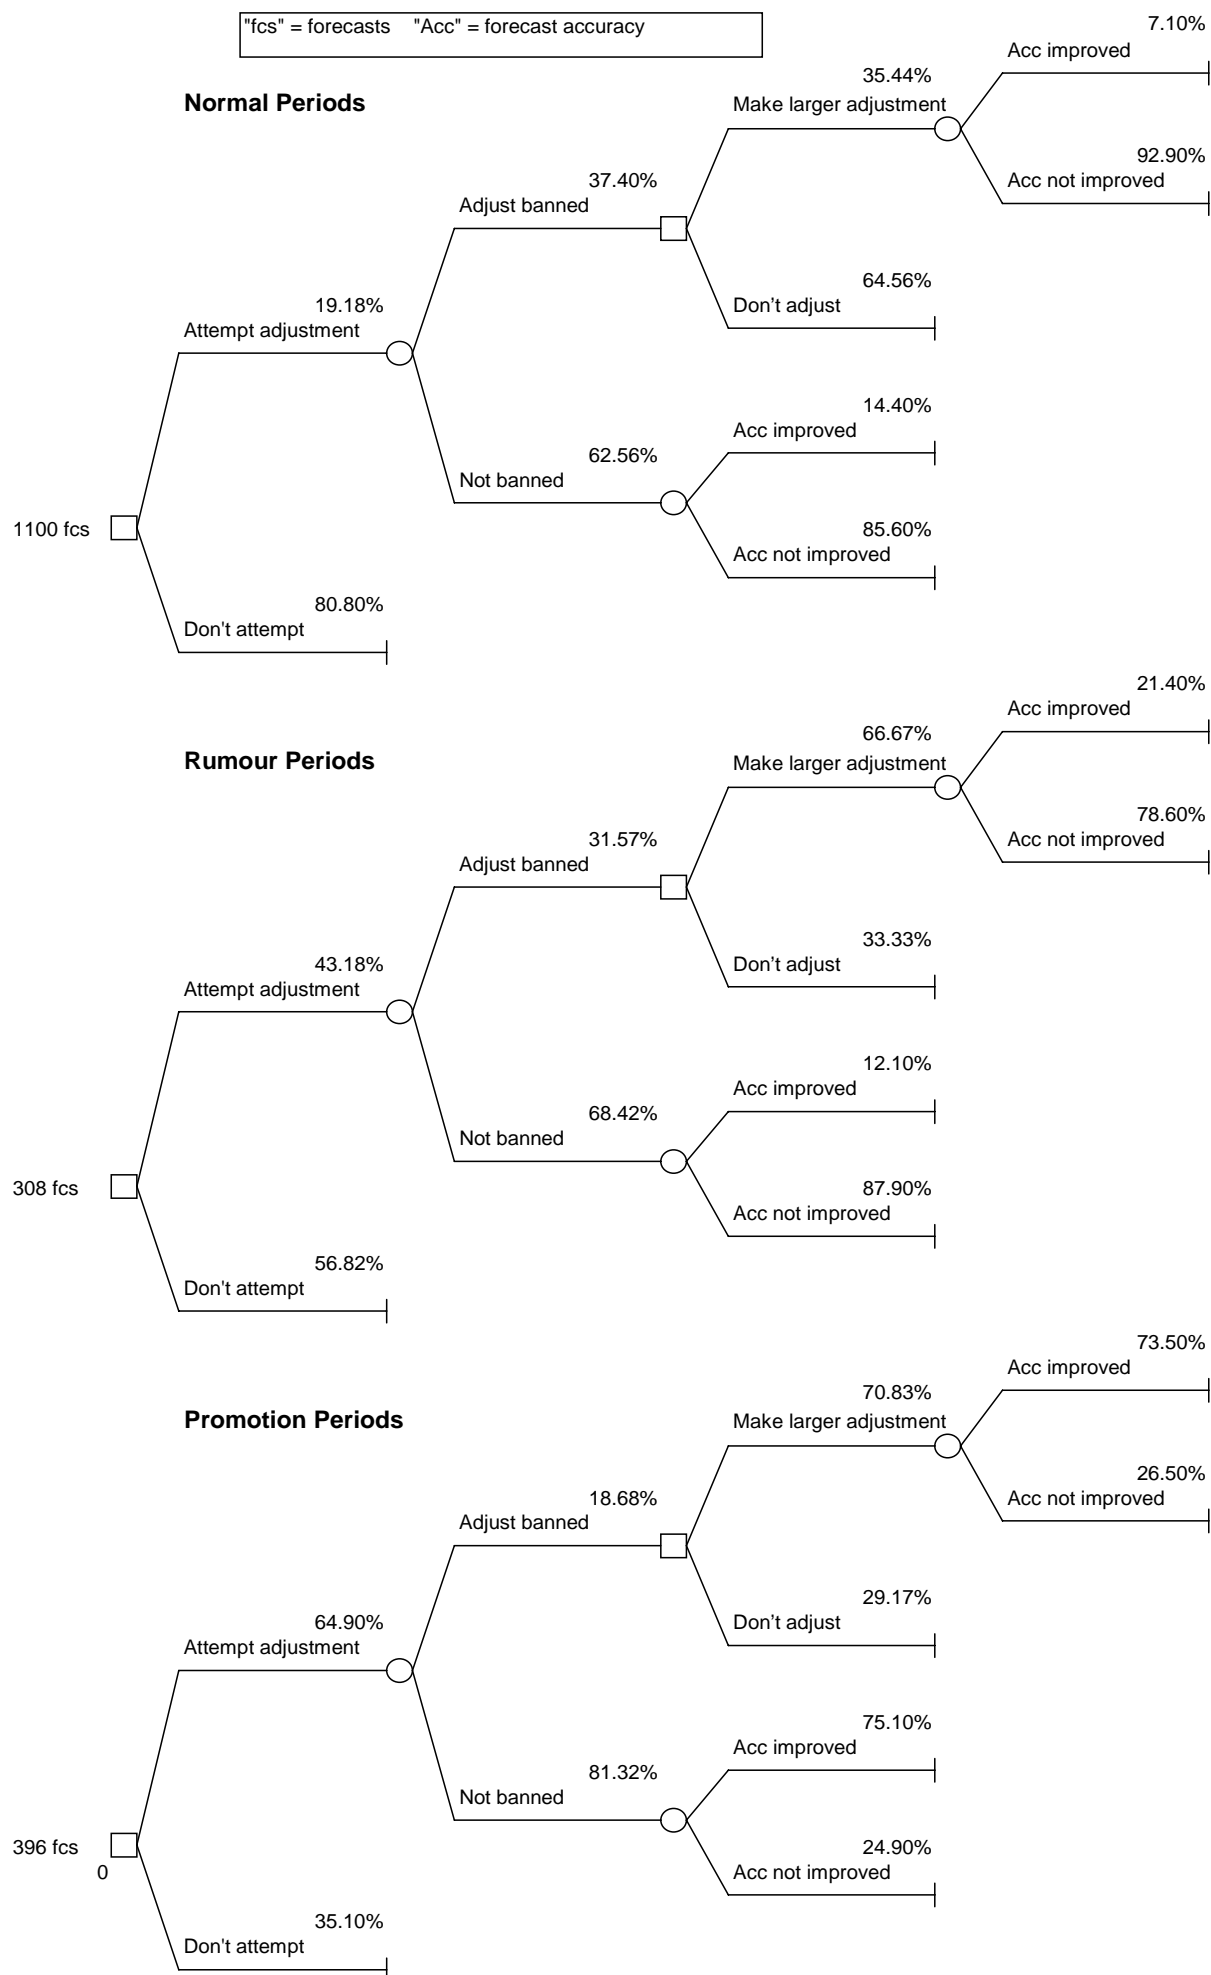 "fcs" = forecasts    "Acc" = forecast accuracy
Normal Periods
7.10%
Acc improved
35.44%
Make larger adjustment
92.90%
Acc not improved
37.40%
Adjust banned
64.56%
Don’t adjust
19.18%
Attempt adjustment
14.40%
Acc improved
62.56%
Not banned
85.60%
Acc not improved
1100 fcs
80.80%
Don't attempt
Rumour Periods
21.40%
Acc improved
66.67%
Make larger adjustment
78.60%
Acc not improved
31.57%
Adjust banned
33.33%
Don’t adjust
43.18%
Attempt adjustment
12.10%
Acc improved
68.42%
Not banned
87.90%
Acc not improved
308 fcs
56.82%
Don't attempt
Promotion Periods
73.50%
Acc improved
70.83%
Make larger adjustment
26.50%
Acc not improved
18.68%
Adjust banned
29.17%
Don’t adjust
64.90%
Attempt adjustment
75.10%
Acc improved
81.32%
Not banned
24.90%
Acc not improved
396 fcs
0
35.10%
Don't attempt